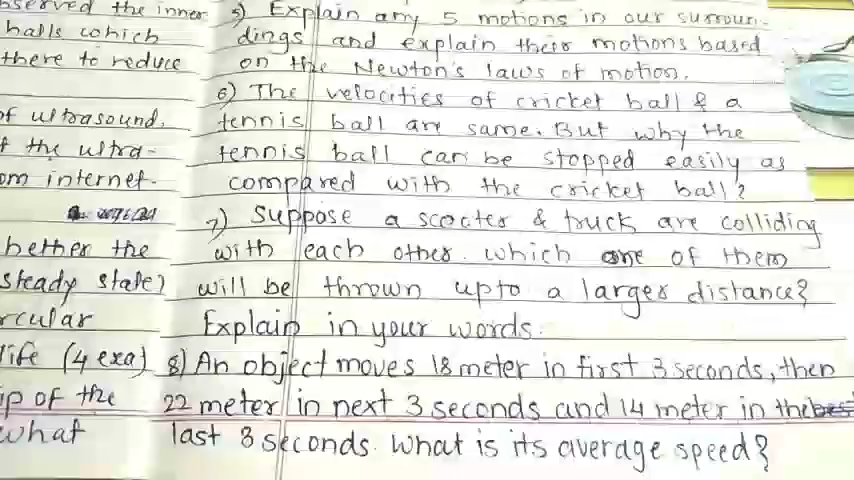 bserved the inner
balls which
there to reduce
of ultrasound.
f the ultra-
om internet.
hether the
steady state?
rcular
life (4 exa)
ip of the
what
5) Explain any 5 motions in our surroun-
dings and explain their motions based
on the Newton's laws of motion.
6) The velocities of cricket ball & a
tennis ball are same. But why the
tennis ball can be stopped easily as
compared with the cricket ball?
7) Suppose a scooter & truck are colliding
with each other. which one of them
will be thrown upto a larger distance?
Explain in your words.
8) An object moves 18 meter in first 3 seconds, then
22 meter in next 3 seconds and 14 meter in the
last 3 seconds. What is its average speed?